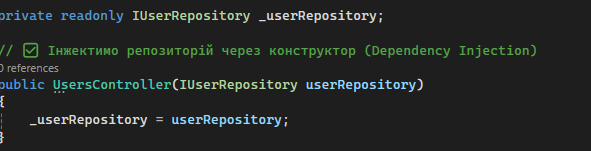 private readonly IUserRepository _userRepository;
// ✅ Інжектимо репозиторій через конструктор (Dependency Injection)
0 references
public UsersController(IUserRepository userRepository)
{
_userRepository = userRepository;
}